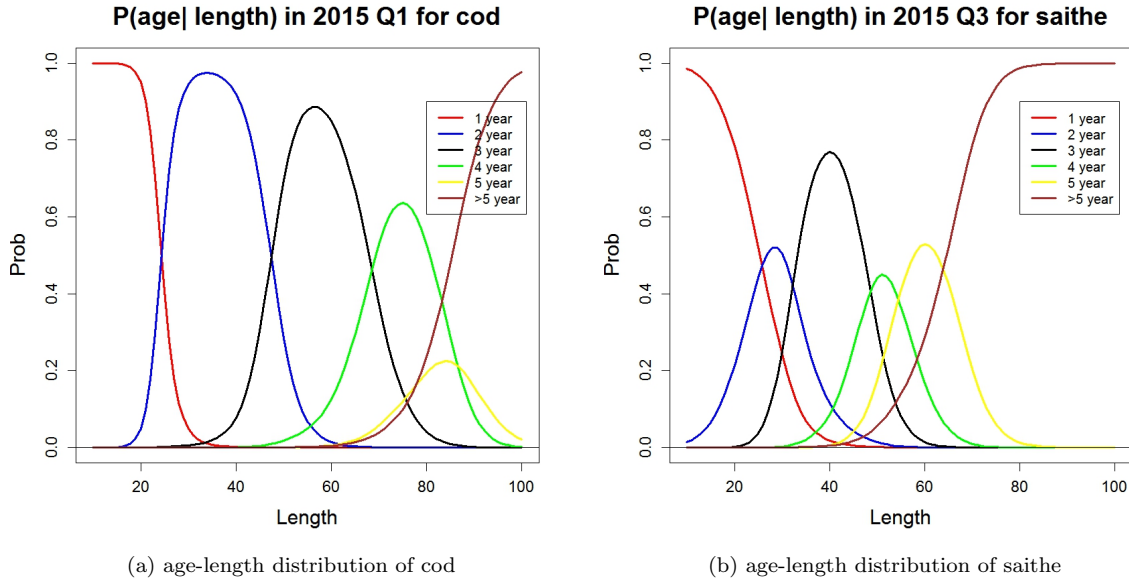 P(age| length) in 2015 Q1 for cod
Prob
1.0
0.8
0.6
0.4
0.2
0.0
1 year
2 year
3 year
4 year
5 year
>5 year
20 40 60 80 100
Length
(a) age-length distribution of cod
P(age| length) in 2015 Q3 for saithe
Prob
1.0
0.8
0.6
0.4
0.2
0.0
1 year
2 year
3 year
4 year
5 year
>5 year
20 40 60 80 100
Length
(b) age-length distribution of saithe